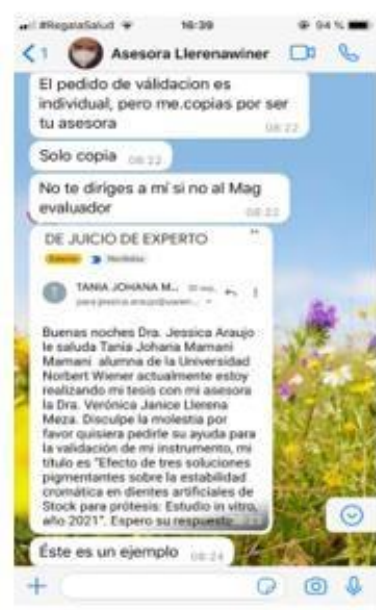 #RegalaSalud
16:39
94 %
1
Asesora Llerenawiner
El pedido de válidacion es
individual, pero me.copias por ser
tu asesora
08:22
Solo copia 08:22
No te diriges a mí si no al Mag
evaluador
08:22
DE JUICIO DE EXPERTO
TANIA JOHANA M...
Buenas noches Dra. Jessica Araujo
le saluda Tania Johana Mamani
Mamani alumna de la Universidad
Norbert Wiener actualmente estoy
realizando mi tesis con mi asesora
la Dra. Verónica Janice Llerena
Meza. Disculpe la molestia por
favor quisiera pedirle su ayuda para
la validación de mi instrumento, mi
título es "Efecto de tres soluciones
pigmentantes sobre la estabilidad
cromática en dientes artificiales de
Stock para prótesis: Estudio in vitro,
año 2021". Espero su respuesta
Éste es un ejemplo 08:24